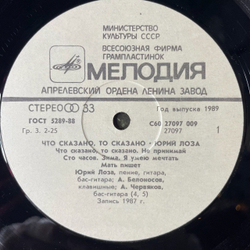 МИНИСТЕРСТВО
КУЛЬТУРЫ СССР
ВСЕСОЮЗНАЯ ФИРМА
ГРАМПЛАСТИНОК
МЕЛОДИЯ
АПРЕЛЕВСКИЙ ОРДЕНА ЛЕНИНА ЗАВОД
СТЕРЕО 33 Год выпуска 1989
ГОСТ 5289-88 С60 27097 009
Гр. 3. 2-25 27097 1
ЧТО СКАЗАНО, ТО СКАЗАНО · ЮРИЙ ЛОЗА
Что сказано, то сказано. Не принимай
Сто часов. Зима. Я умею мечтать
Мать пишет
Юрий Лоза, пение, гитара,
бас-гитара; А. Белоносов,
клавишные; А. Червяков,
бас-гитара (4, 5)
Запись 1987 г.